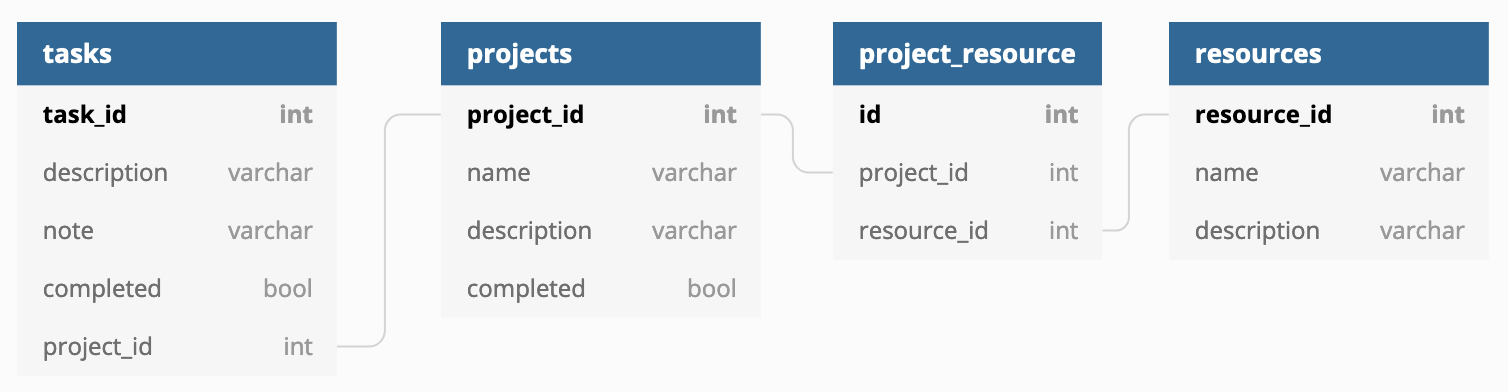 tasks
task_id int
description varchar
note varchar
completed bool
project_id int
projects
project_id int
name varchar
description varchar
completed bool
project_resource
id int
project_id int
resource_id int
resources
resource_id int
name varchar
description varchar